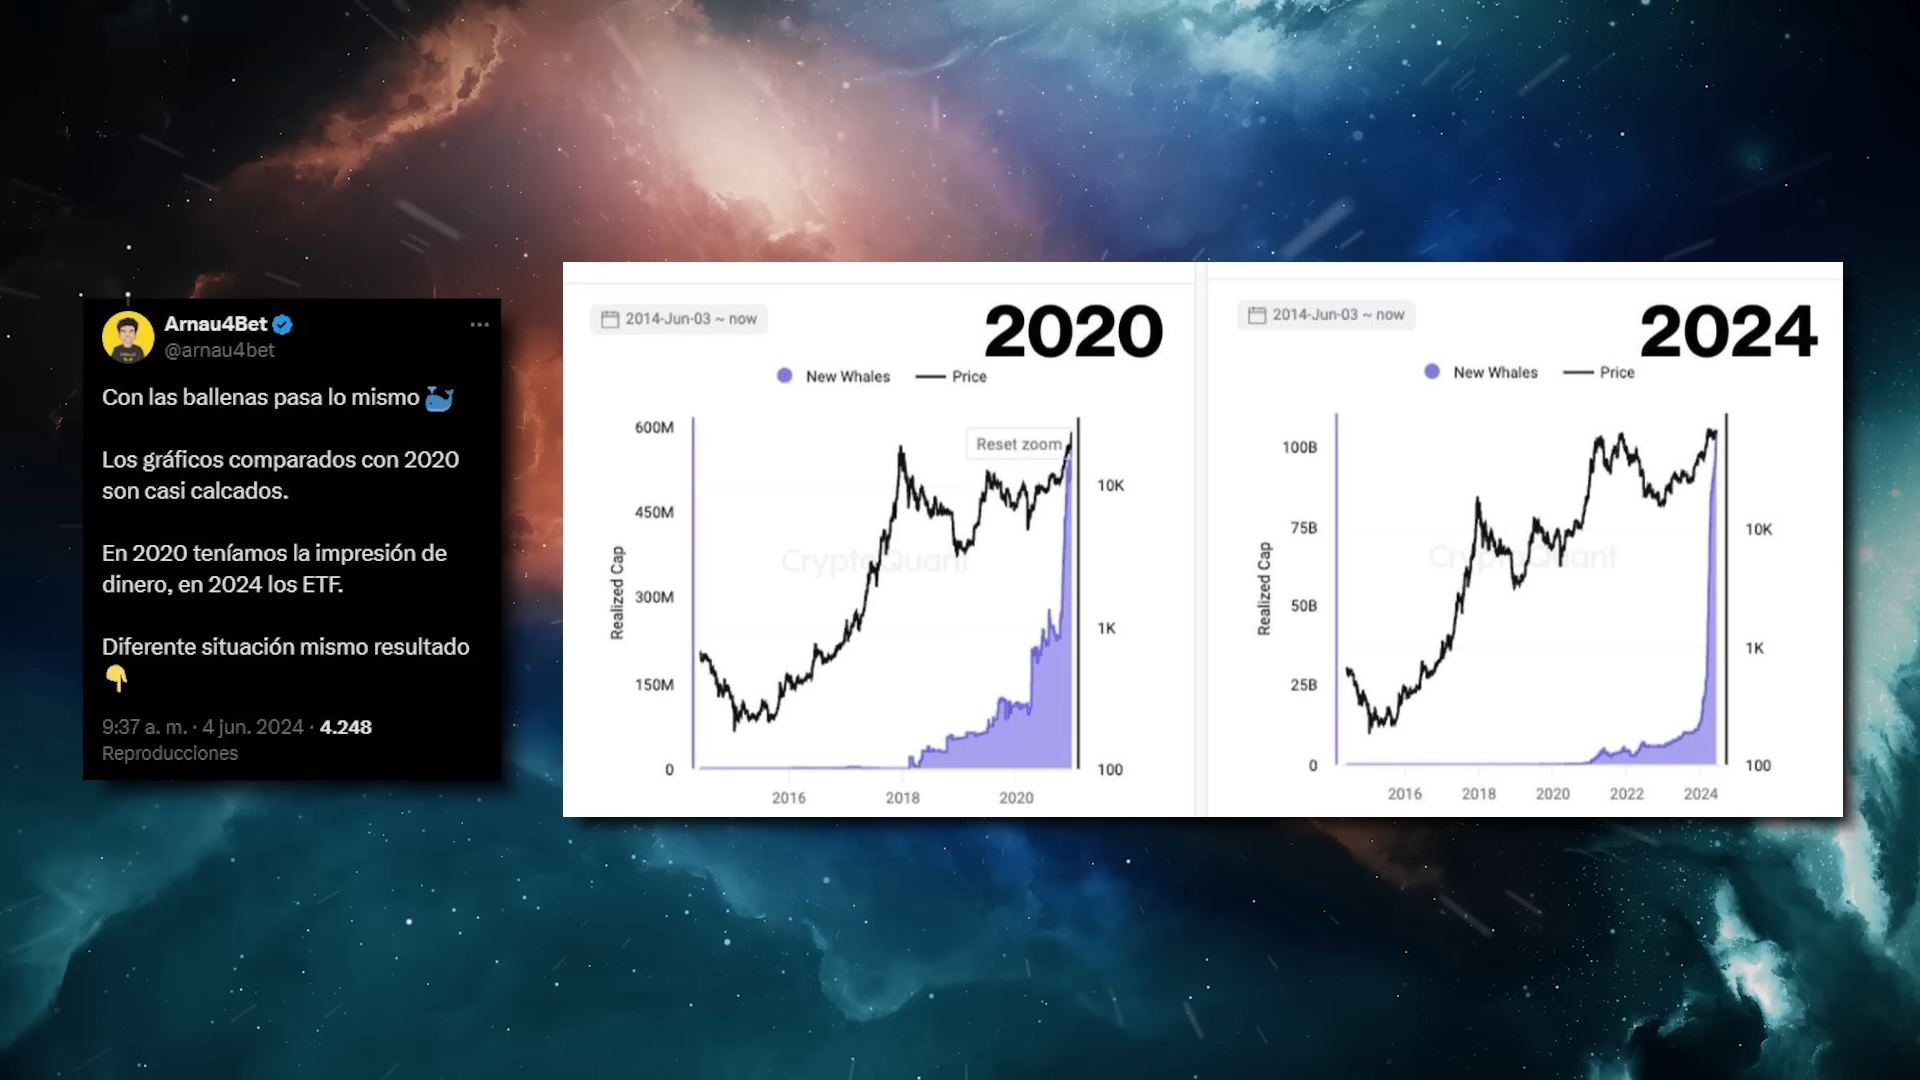 Arnau4Bet
@arnau4bet
Con las ballenas pasa lo mismo 🐳
Los gráficos comparados con 2020
son casi calcados.
En 2020 teníamos la impresión de
dinero, en 2024 los ETF.
Diferente situación mismo resultado
👇
9:37 a. m. · 4 jun. 2024 · 4.248
Reproducciones
2014-Jun-03 ~ now
2020
New Whales
Price
Reset zoom
600M
450M
300M
150M
0
Realized Cap
CryptoQuant
10K
1K
100
2016
2018
2020
2014-Jun-03 ~ now
2024
New Whales
Price
100B
75B
50B
25B
0
Realized Cap
CryptoQuant
10K
1K
100
2016
2018
2020
2022
2024